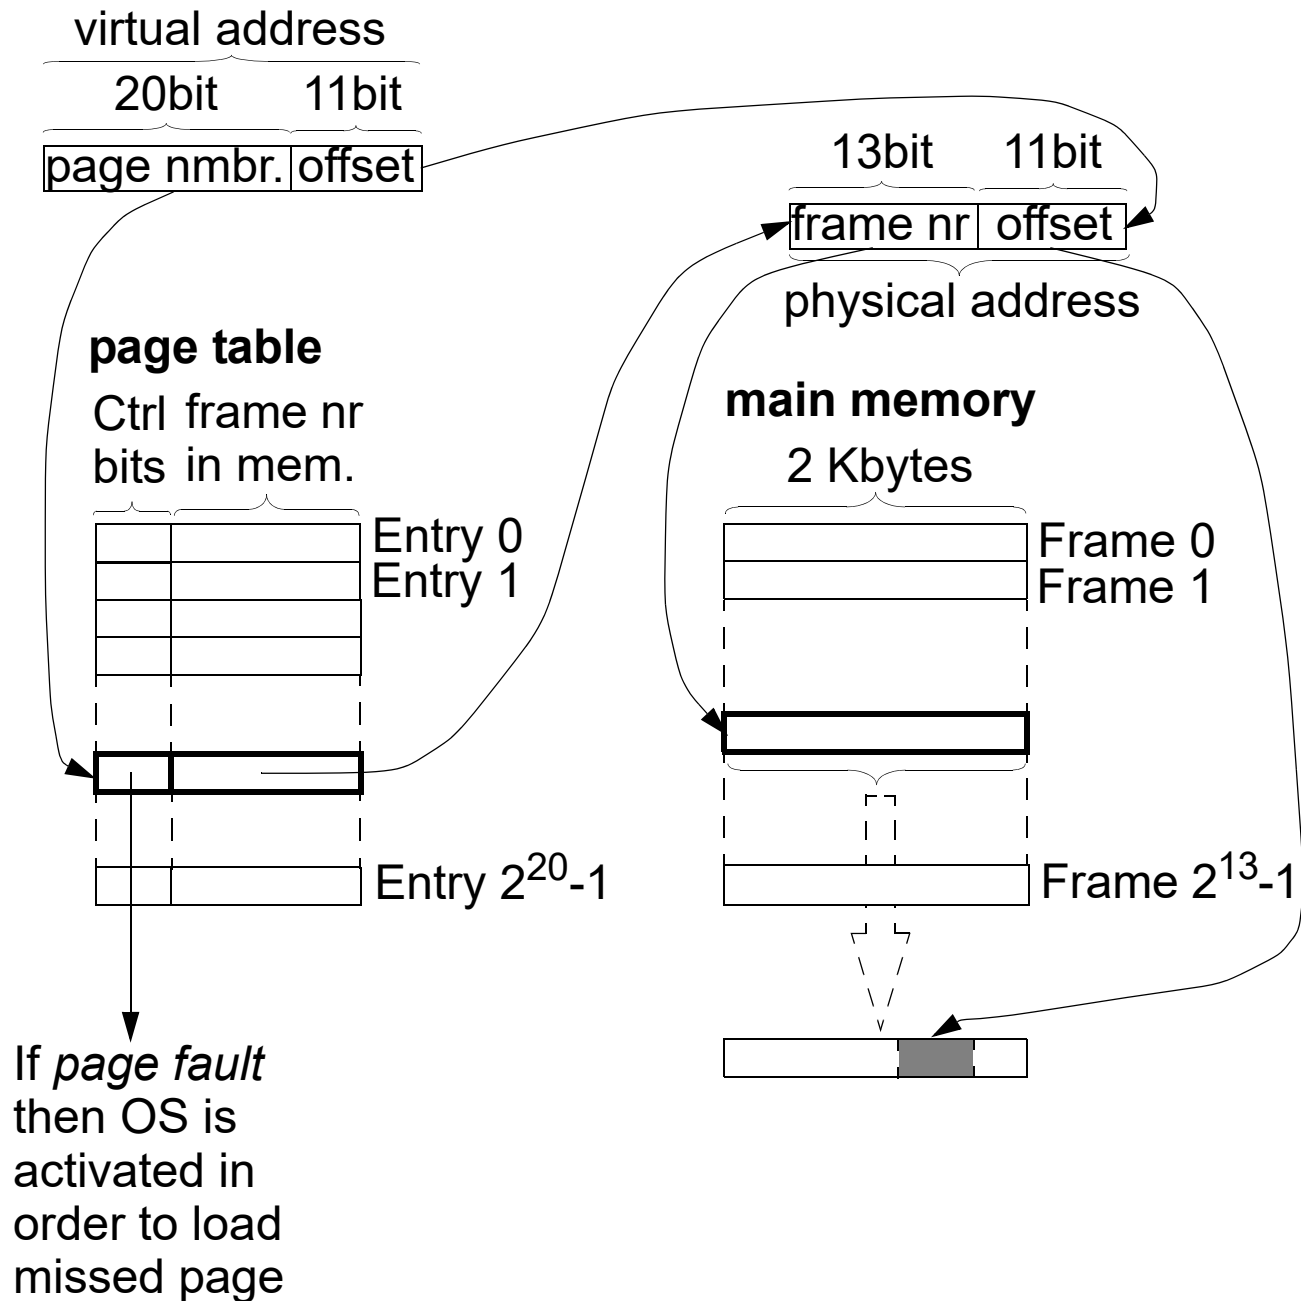 virtual address
20bit 11bit
page nmbr. offset
13bit 11bit
frame nr offset
physical address
page table
Ctrl frame nr
bits in mem.
Entry 0
Entry 1
Entry 2^20-1
main memory
2 Kbytes
Frame 0
Frame 1
Frame 2^13-1
If page fault
then OS is
activated in
order to load
missed page